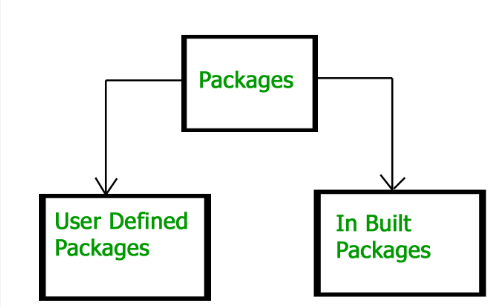 Packages
User Defined
Packages
In Built
Packages